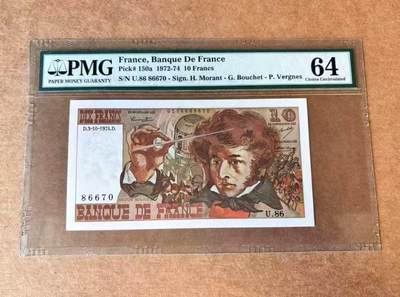 PMG
PAPER MONEY GUARANTY
France, Banque De France
Pick# 150a 1972-74 10 Francs
S/N U.86 86670 - Sign. H. Morant - G. Bouchet - P. Vergnes
64
Choice Uncirculated
DIX FRANCS
10
D.3-10-1974.D.
86670
BANQUE DE FRANCE
U.86